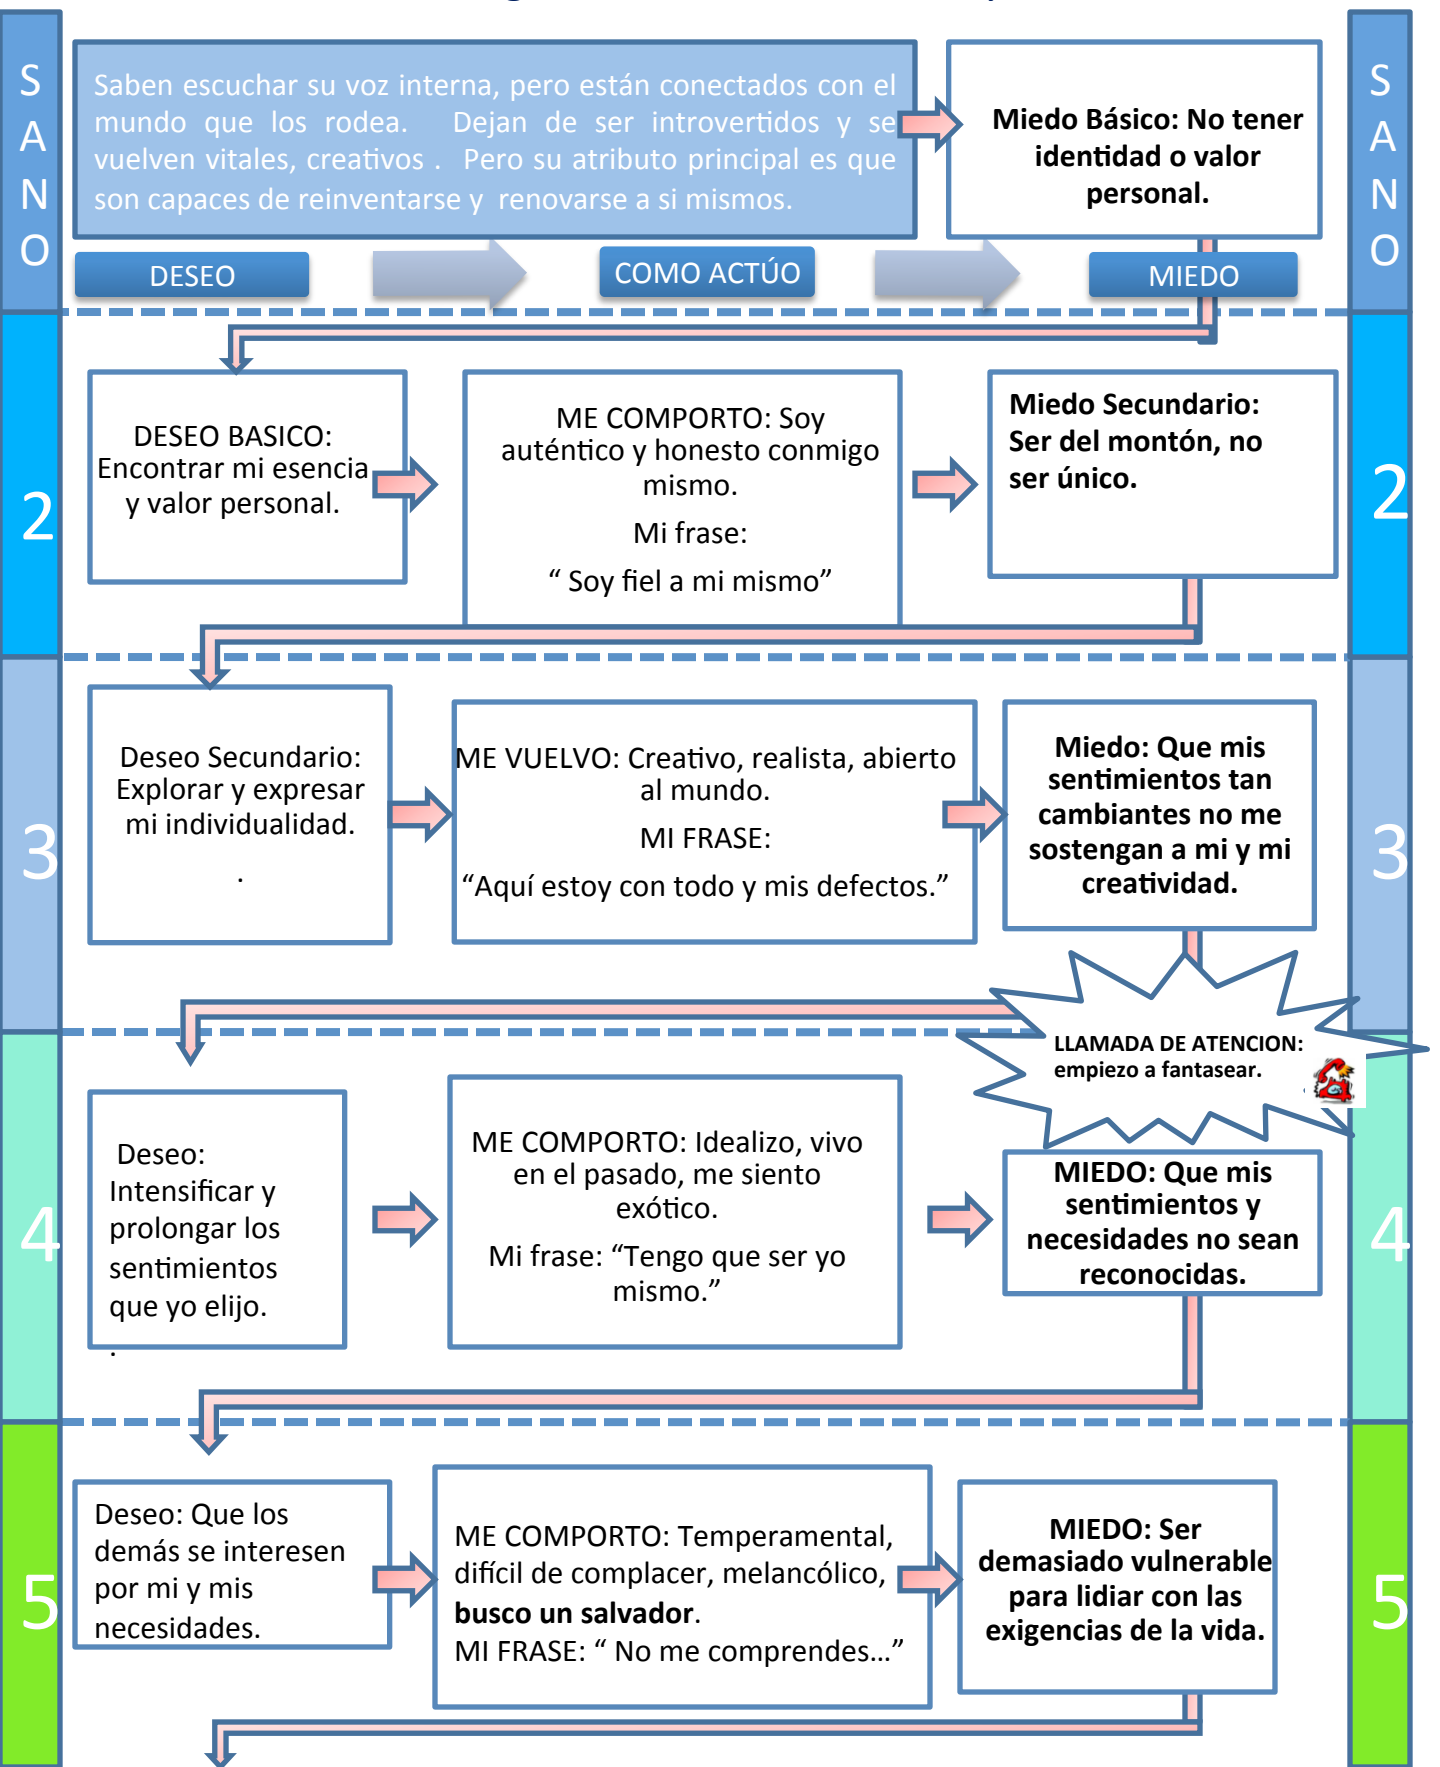 S
A
N
O
Saben escuchar su voz interna, pero están conectados con el
mundo que los rodea. Dejan de ser introvertidos y se
vuelven vitales, creativos . Pero su atributo principal es que
son capaces de reinventarse y renovarse a si mismos.
Miedo Básico: No tener
identidad o valor
personal.
S
A
N
O
DESEO
COMO ACTÚO
MIEDO
2
DESEO BASICO:
Encontrar mi esencia
y valor personal.
ME COMPORTO: Soy
auténtico y honesto conmigo
mismo.
Mi frase:
“ Soy fiel a mi mismo”
Miedo Secundario:
Ser del montón, no
ser único.
2
3
Deseo Secundario:
Explorar y expresar
mi individualidad.
.
ME VUELVO: Creativo, realista, abierto
al mundo.
MI FRASE:
“Aquí estoy con todo y mis defectos.”
Miedo: Que mis
sentimientos tan
cambiantes no me
sostengan a mi y mi
creatividad.
3
LLAMADA DE ATENCION:
empiezo a fantasear.
4
Deseo:
Intensificar y
prolongar los
sentimientos
que yo elijo.
.
ME COMPORTO: Idealizo, vivo
en el pasado, me siento
exótico.
Mi frase: “Tengo que ser yo
mismo.”
MIEDO: Que mis
sentimientos y
necesidades no sean
reconocidas.
4
5
Deseo: Que los
demás se interesen
por mi y mis
necesidades.
ME COMPORTO: Temperamental,
difícil de complacer, melancólico,
busco un salvador.
MI FRASE: “ No me comprendes…”
MIEDO: Ser
demasiado vulnerable
para lidiar con las
exigencias de la vida.
5